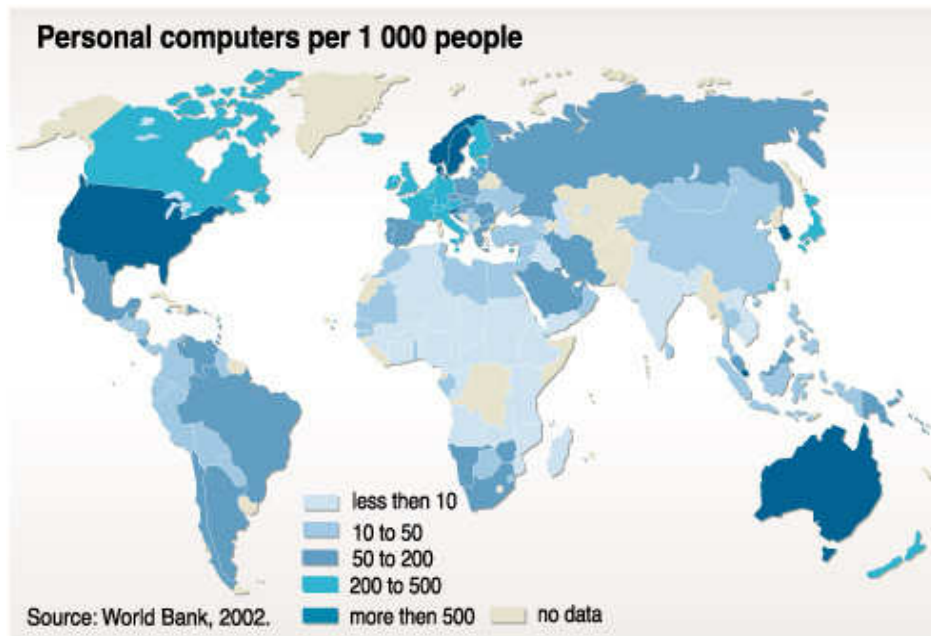 Personal computers per 1 000 people
less then 10
10 to 50
50 to 200
200 to 500
more then 500
no data
Source: World Bank, 2002.